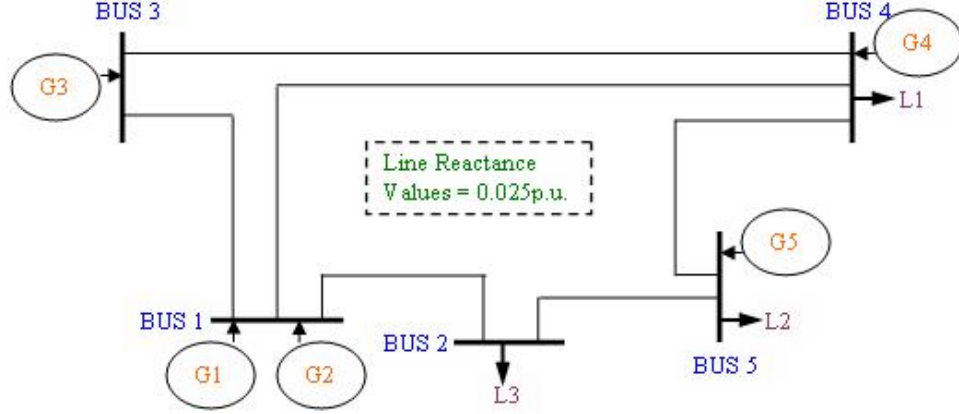 BUS 3
BUS 4
G3
G4
L1
Line Reactance
Values = 0.025p.u.
G5
BUS 1
L2
BUS 2
BUS 5
G1
G2
L3